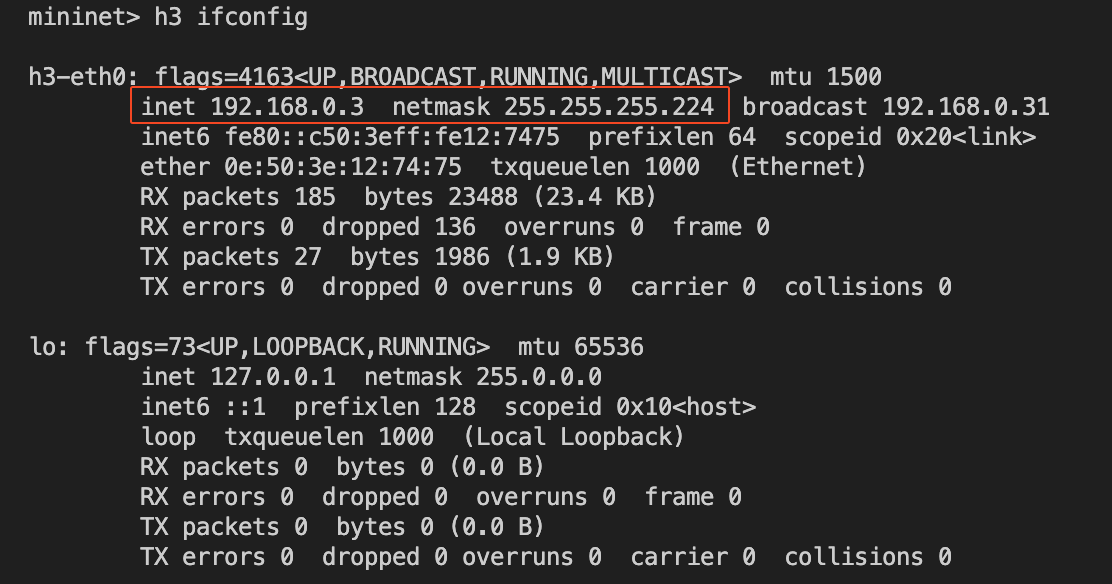 mininet> h3 ifconfig
h3-eth0: flags=4163<UP,BROADCAST,RUNNING,MULTICAST>  mtu 1500
inet 192.168.0.3  netmask 255.255.255.224  broadcast 192.168.0.31
inet6 fe80::c50:3eff:fe12:7475  prefixlen 64  scopeid 0x20<link>
ether 0e:50:3e:12:74:75  txqueuelen 1000  (Ethernet)
RX packets 185  bytes 23488 (23.4 KB)
RX errors 0  dropped 136  overruns 0  frame 0
TX packets 27  bytes 1986 (1.9 KB)
TX errors 0  dropped 0 overruns 0  carrier 0  collisions 0
lo: flags=73<UP,LOOPBACK,RUNNING>  mtu 65536
inet 127.0.0.1  netmask 255.0.0.0
inet6 ::1  prefixlen 128  scopeid 0x10<host>
loop  txqueuelen 1000  (Local Loopback)
RX packets 0  bytes 0 (0.0 B)
RX errors 0  dropped 0  overruns 0  frame 0
TX packets 0  bytes 0 (0.0 B)
TX errors 0  dropped 0 overruns 0  carrier 0  collisions 0